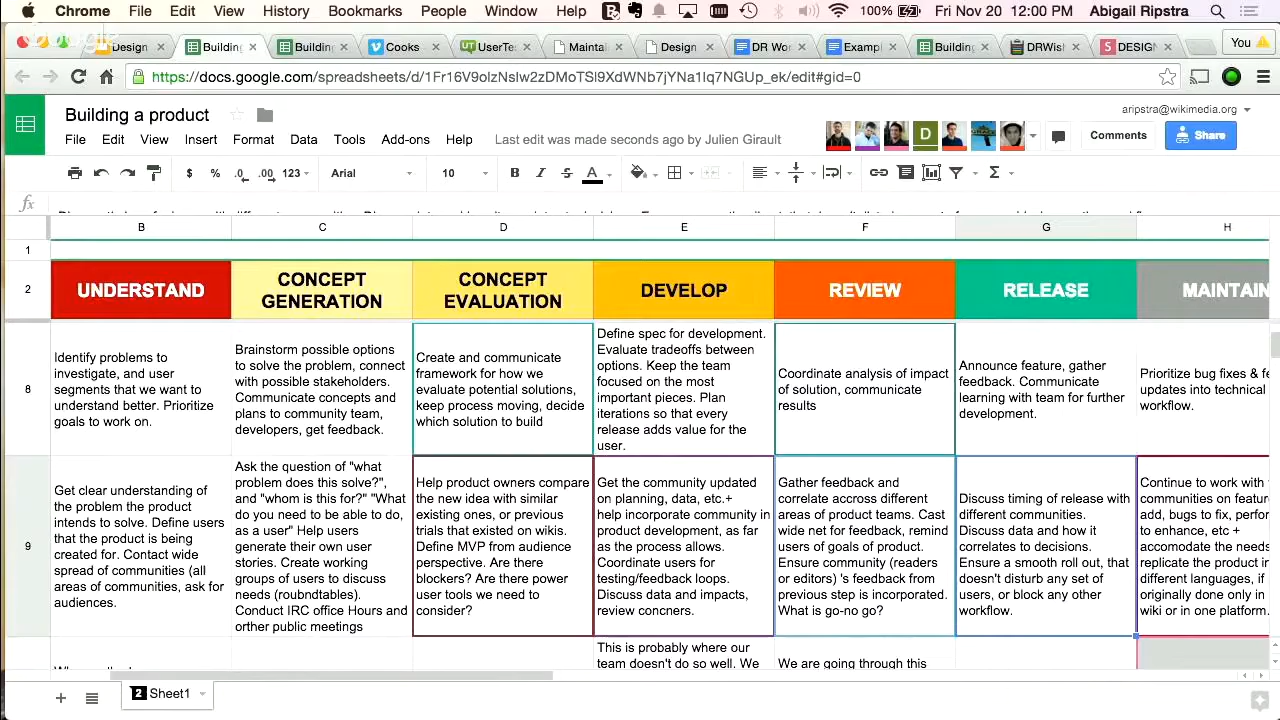 Chrome File Edit View History Bookmarks People Window Help 100% Fri Nov 20 12:00 PM Abigail Ripstra
Design Building Building Cooks UserTe Maintai Design DR Wo Exampl Building DRWis DESIGN You
https://docs.google.com/spreadsheets/d/1Fr16V9oIzNsIw2zDMoTSl9XdWNb7jYNa1Iq7NGUp_ek/edit#gid=0
Building a product
aripstra@wikimedia.org
File Edit View Insert Format Data Tools Add-ons Help Last edit was made seconds ago by Julien Girault
D
Comments Share
$ % .0 .00 123 Arial 10 B I S A Σ
fx
B C D E F G H
1
2 UNDERSTAND
CONCEPT
GENERATION
CONCEPT
EVALUATION
DEVELOP
REVIEW
RELEASE
MAINTAIN
8
Identify problems to
investigate, and user
segments that we want to
understand better. Prioritize
goals to work on.
Brainstorm possible options
to solve the problem, connect
with possible stakeholders.
Communicate concepts and
plans to community team,
developers, get feedback.
Create and communicate
framework for how we
evaluate potential solutions,
keep process moving, decide
which solution to build
Define spec for development.
Evaluate tradeoffs between
options. Keep the team
focused on the most
important pieces. Plan
iterations so that every
release adds value for the
user.
Coordinate analysis of impact
of solution, communicate
results
Announce feature, gather
feedback. Communicate
learning with team for further
development.
Prioritize bug fixes & fe
updates into technical
workflow.
9
Get clear understanding of
the problem the product
intends to solve. Define users
that the product is being
created for. Contact wide
spread of communities (all
areas of communities, ask for
audiences.
Ask the question of "what
problem does this solve?",
and "whom is this for?" "What
do you need to be able to do,
as a user" Help users
generate their own user
stories. Create working
groups of users to discuss
needs (roubndtables).
Conduct IRC office Hours and
orther public meetings
Help product owners compare
the new idea with similar
existing ones, or previous
trials that existed on wikis.
Define MVP from audience
perspective. Are there
blockers? Are there power
user tools we need to
consider?
Get the community updated
on planning, data, etc.+
help incorporate community in
product development, as far
as the process allows.
Coordinate users for
testing/feedback loops.
Discuss data and impacts,
review concners.
Gather feedback and
correlate accross different
areas of product teams. Cast
wide net for feedback, remind
users of goals of product.
Ensure community (readers
or editors) 's feedback from
previous step is incorporated.
What is go-no go?
Discuss timing of release with
different communities.
Discuss data and how it
correlates to decisions.
Ensure a smooth roll out, that
doesn't disturb any set of
users, or block any other
workflow.
Continue to work with
communities on feature
add, bugs to fix, perfor
to enhance, etc +
accomodate the needs
replicate the product in
different languages, if
originally done only in
wiki or in one platform.
This is probably where our
team doesn't do so well. We
We are going through this
2 Sheet1